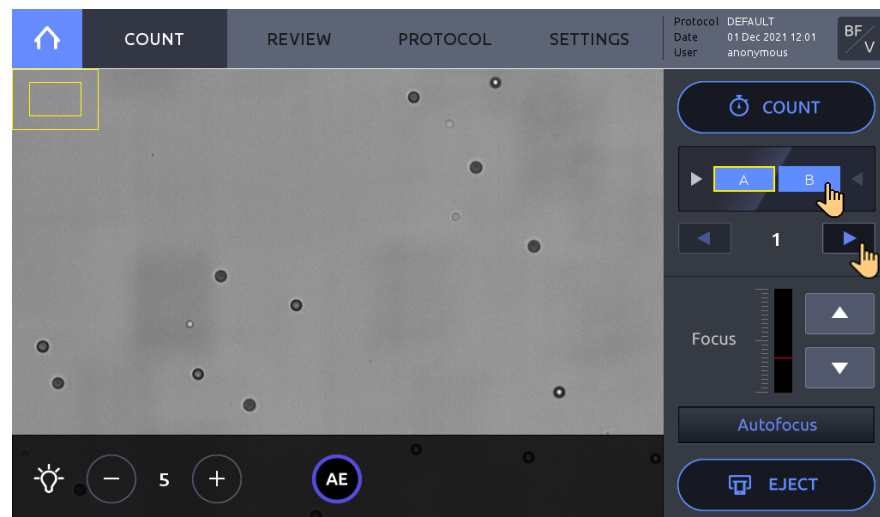 COUNT REVIEW PROTOCOL SETTINGS
Protocol DEFAULT
Date 01 Dec 2021 12:01
User anonymous
BF/V
COUNT
A B
1
Focus
Autofocus
5 AE
EJECT